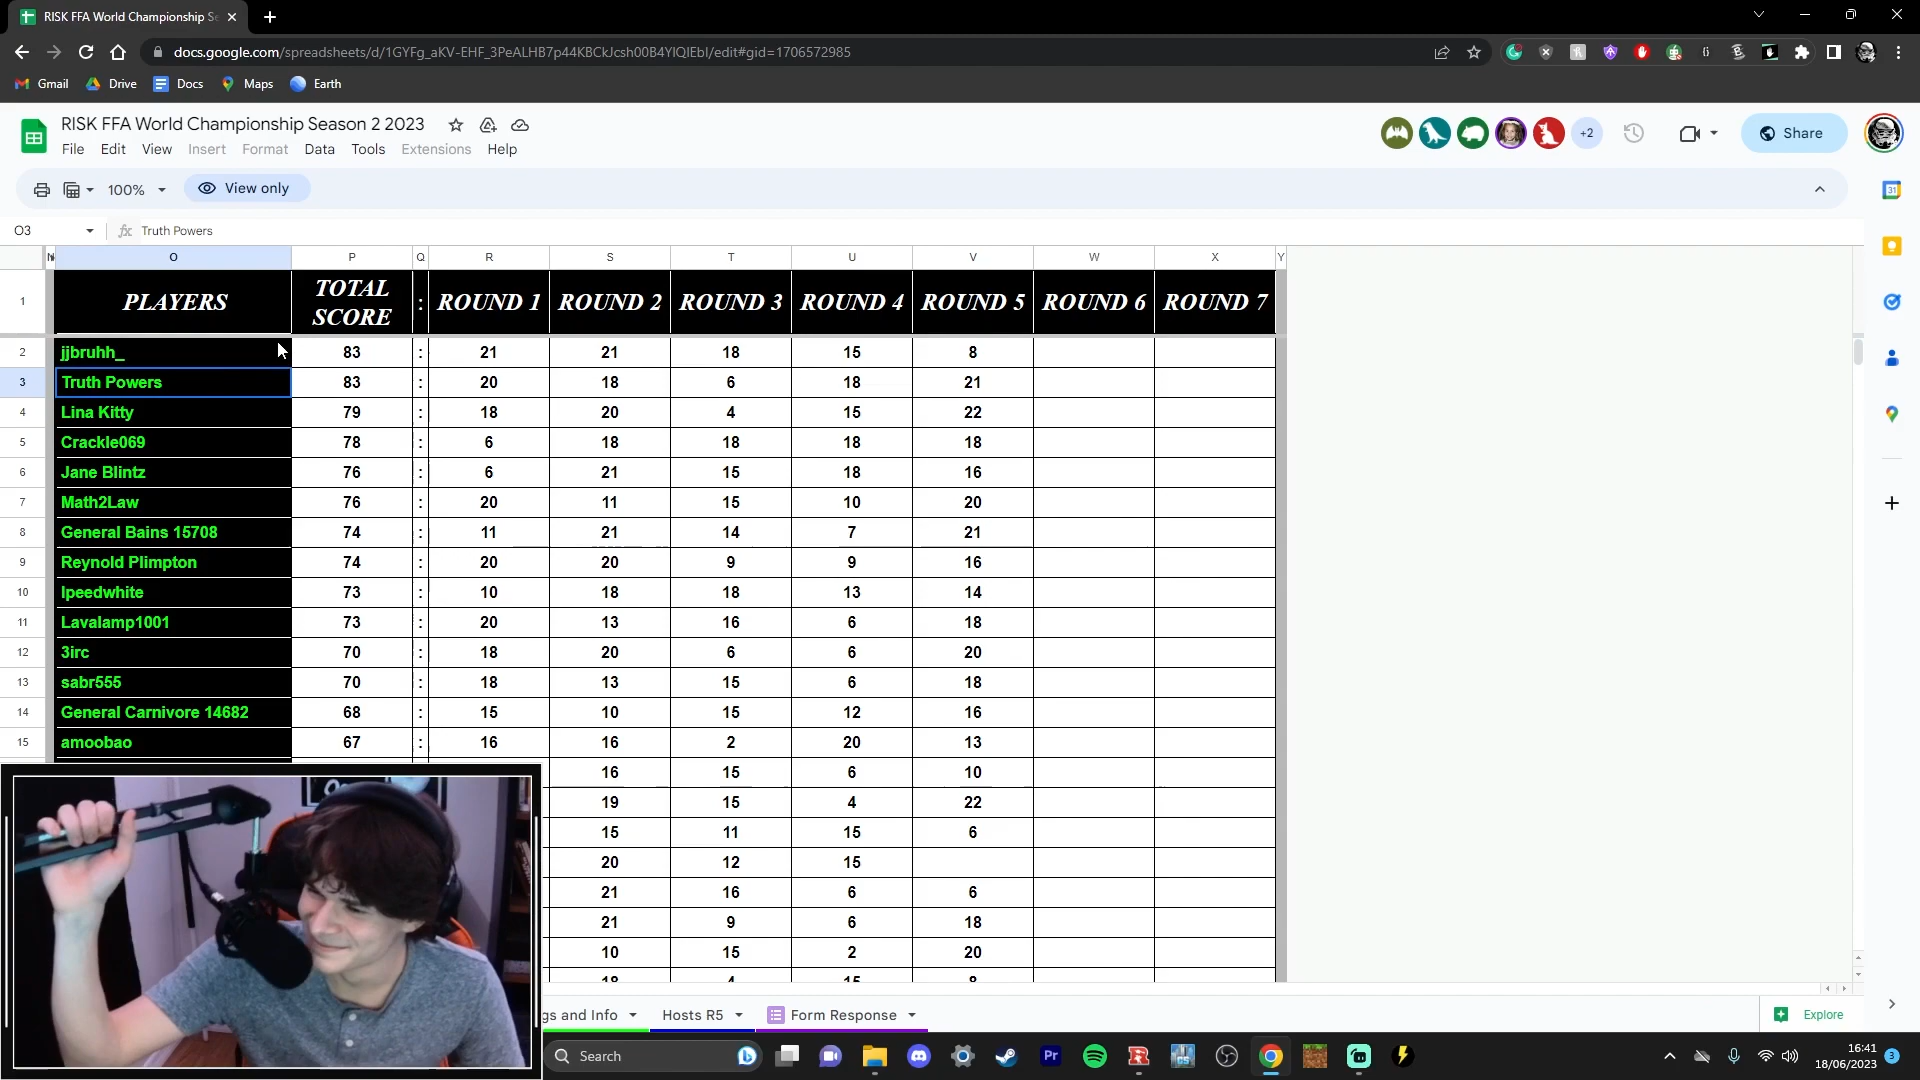 RISK FFA World Championship Se
docs.google.com/spreadsheets/d/1GYFg_aKV-EHF_3PeALHB7p44KBCkJcsh00B4YlQIEbI/edit#gid=1706572985
Gmail Drive Docs Maps Earth
RISK FFA World Championship Season 2 2023
File Edit View Insert Format Data Tools Extensions Help
+2
Share
100% View only
31
O3 fx Truth Powers
O P Q R S T U V W X Y
1 PLAYERS TOTAL SCORE : ROUND 1 ROUND 2 ROUND 3 ROUND 4 ROUND 5 ROUND 6 ROUND 7
2 jjbruhh_ 83 : 21 21 18 15 8
3 Truth Powers 83 : 20 18 6 18 21
4 Lina Kitty 79 : 18 20 4 15 22
5 Crackle069 78 : 6 18 18 18 18
6 Jane Blintz 76 : 6 21 15 18 16
7 Math2Law 76 : 20 11 15 10 20
8 General Bains 15708 74 : 11 21 14 7 21
9 Reynold Plimpton 74 : 20 20 9 9 16
10 lpeedwhite 73 : 10 18 18 13 14
11 Lavalamp1001 73 : 20 13 16 6 18
12 3irc 70 : 18 20 6 6 20
13 sabr555 70 : 18 13 15 6 18
14 General Carnivore 14682 68 : 15 10 15 12 16
15 amoobao 67 : 16 16 2 20 13
16 15 6 10
19 15 4 22
15 11 15 6
20 12 15
21 16 6 6
21 9 6 18
10 15 2 20
18 4 15 8
gs and Info Hosts R5 Form Response Explore
Search Pr
16:41
18/06/2023 3